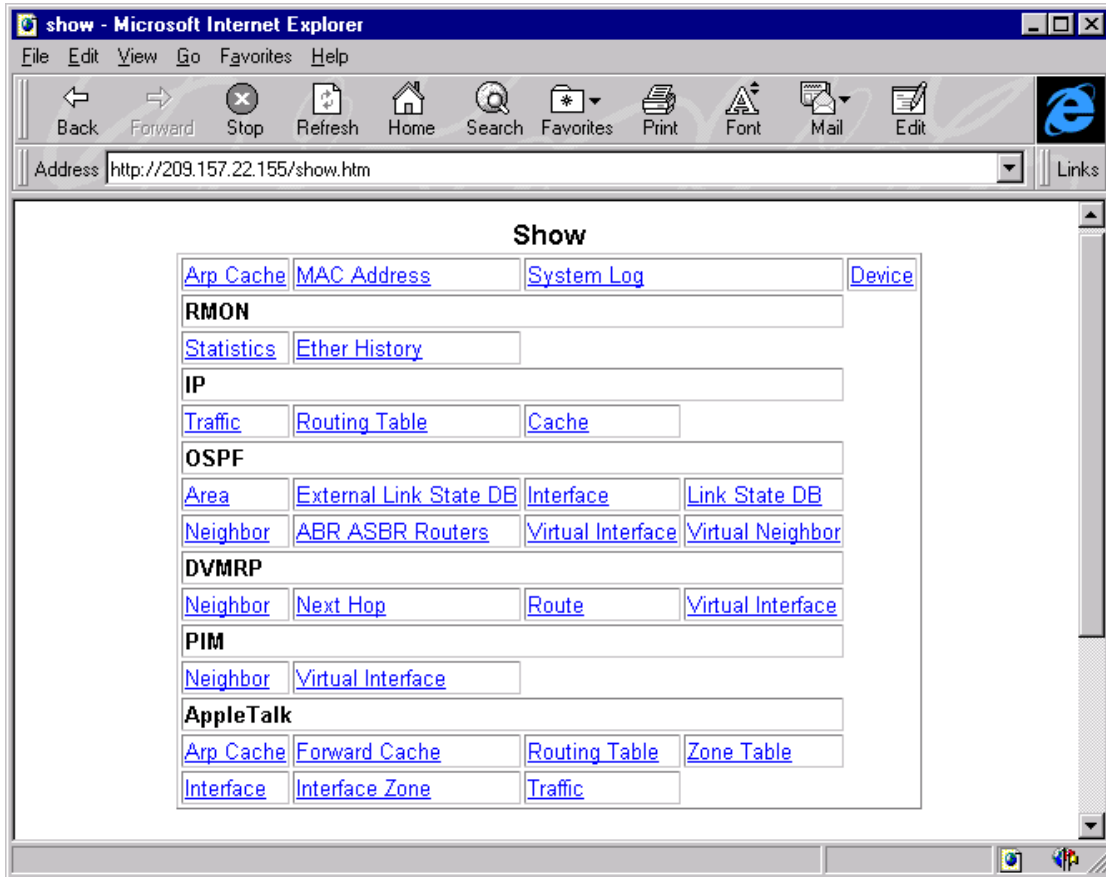 show - Microsoft Internet Explorer
File Edit View Go Favorites Help
Back Forward Stop Refresh Home Search Favorites Print Font Mail Edit
Address http://209.157.22.155/show.htm Links
Show
Arp Cache MAC Address System Log Device
RMON
Statistics Ether History
IP
Traffic Routing Table Cache
OSPF
Area External Link State DB Interface Link State DB
Neighbor ABR ASBR Routers Virtual Interface Virtual Neighbor
DVMRP
Neighbor Next Hop Route Virtual Interface
PIM
Neighbor Virtual Interface
AppleTalk
Arp Cache Forward Cache Routing Table Zone Table
Interface Interface Zone Traffic